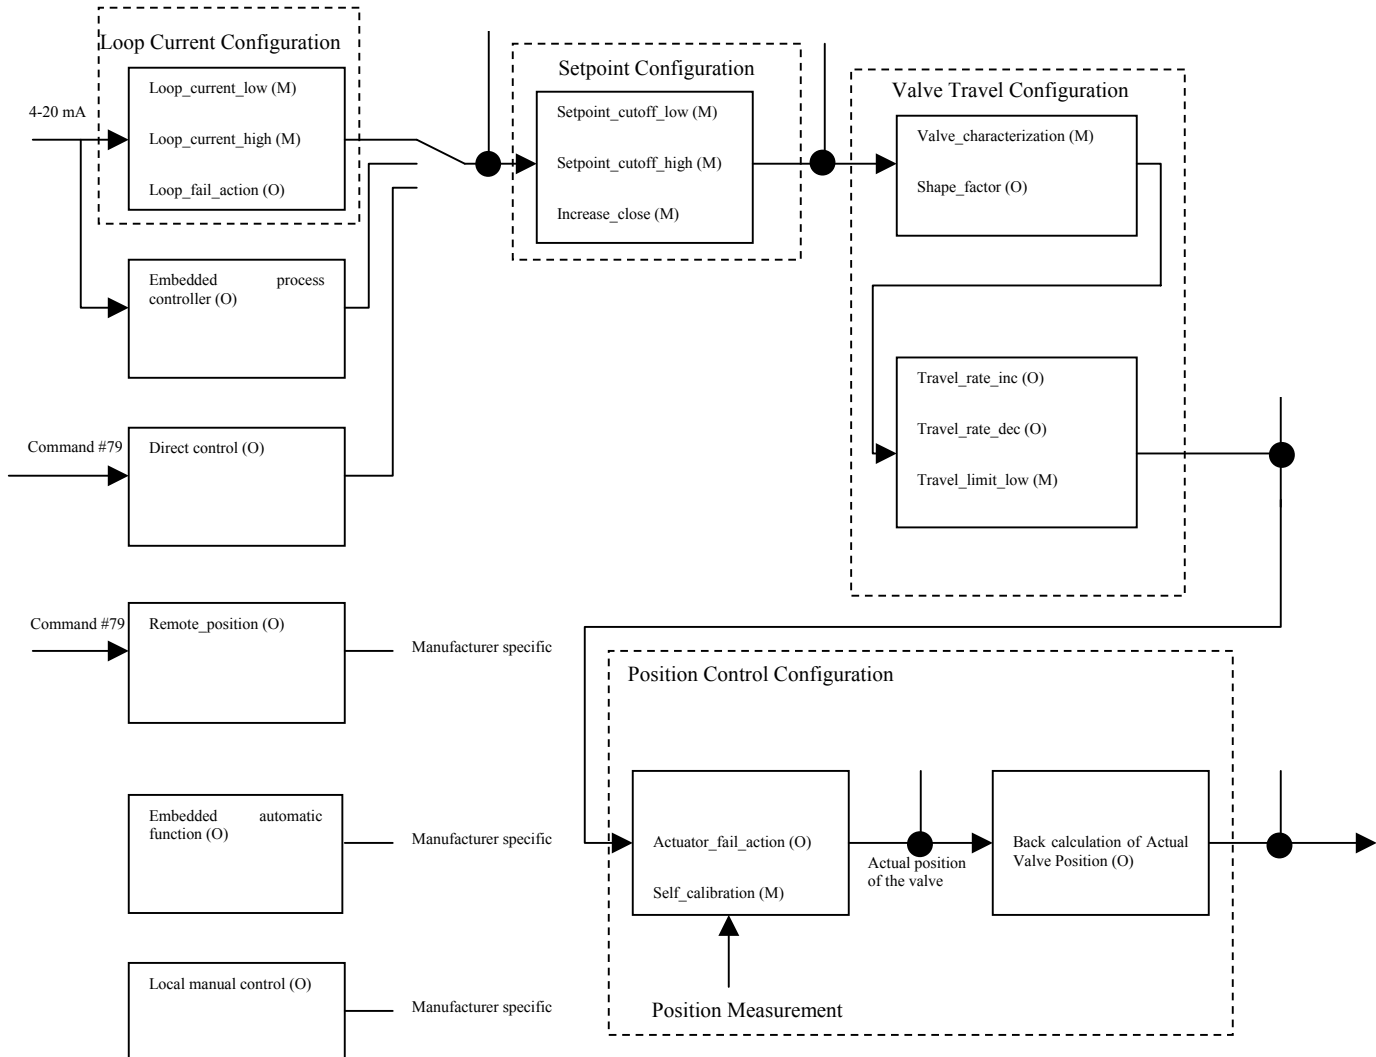 Loop Current Configuration
Loop_current_low (M)
4-20 mA
Loop_current_high (M)
Loop_fail_action (O)
Embedded process
controller (O)
Command #79
Direct control (O)
Command #79
Remote_position (O)
Manufacturer specific
Embedded automatic
function (O)
Manufacturer specific
Local manual control (O)
Manufacturer specific
Setpoint Configuration
Setpoint_cutoff_low (M)
Setpoint_cutoff_high (M)
Increase_close (M)
Valve Travel Configuration
Valve_characterization (M)
Shape_factor (O)
Travel_rate_inc (O)
Travel_rate_dec (O)
Travel_limit_low (M)
Position Control Configuration
Actuator_fail_action (O)
Self_calibration (M)
Actual position
of the valve
Back calculation of Actual
Valve Position (O)
Position Measurement